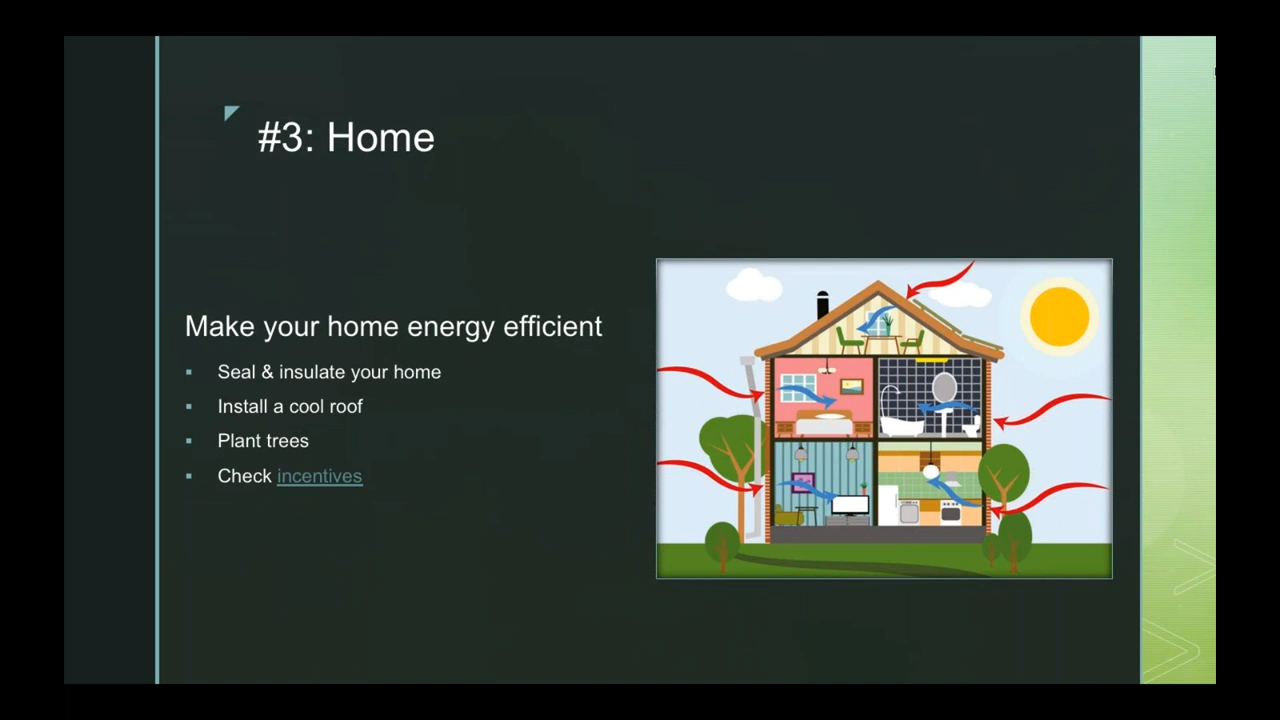 #3: Home
Make your home energy efficient
Seal & insulate your home
Install a cool roof
Plant trees
Check incentives